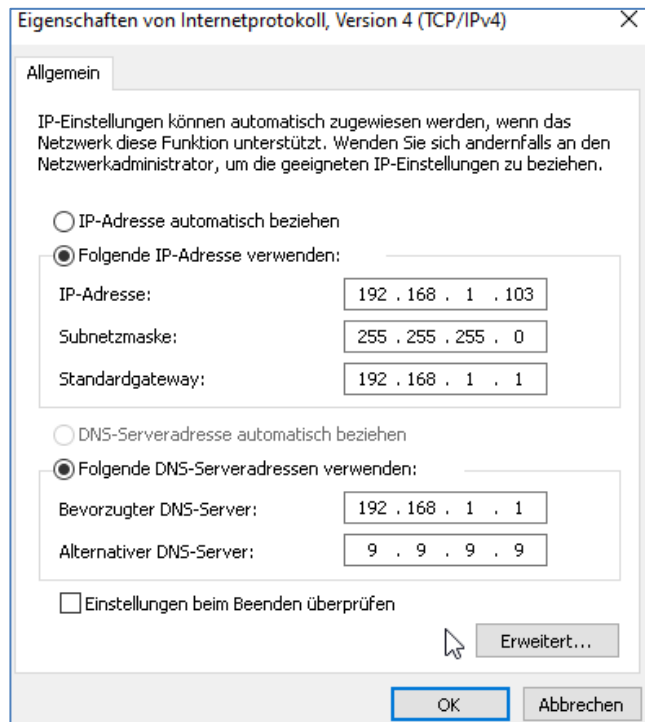 Eigenschaften von Internetprotokoll, Version 4 (TCP/IPv4)
Allgemein
IP-Einstellungen können automatisch zugewiesen werden, wenn das
Netzwerk diese Funktion unterstützt. Wenden Sie sich andernfalls an den
Netzwerkadministrator, um die geeigneten IP-Einstellungen zu beziehen.
IP-Adresse automatisch beziehen
Folgende IP-Adresse verwenden:
IP-Adresse: 192 . 168 . 1 . 103
Subnetzmaske: 255 . 255 . 255 . 0
Standardgateway: 192 . 168 . 1 . 1
DNS-Serveradresse automatisch beziehen
Folgende DNS-Serveradressen verwenden:
Bevorzugter DNS-Server: 192 . 168 . 1 . 1
Alternativer DNS-Server: 9 . 9 . 9 . 9
Einstellungen beim Beenden überprüfen
Erweitert...
OK Abbrechen